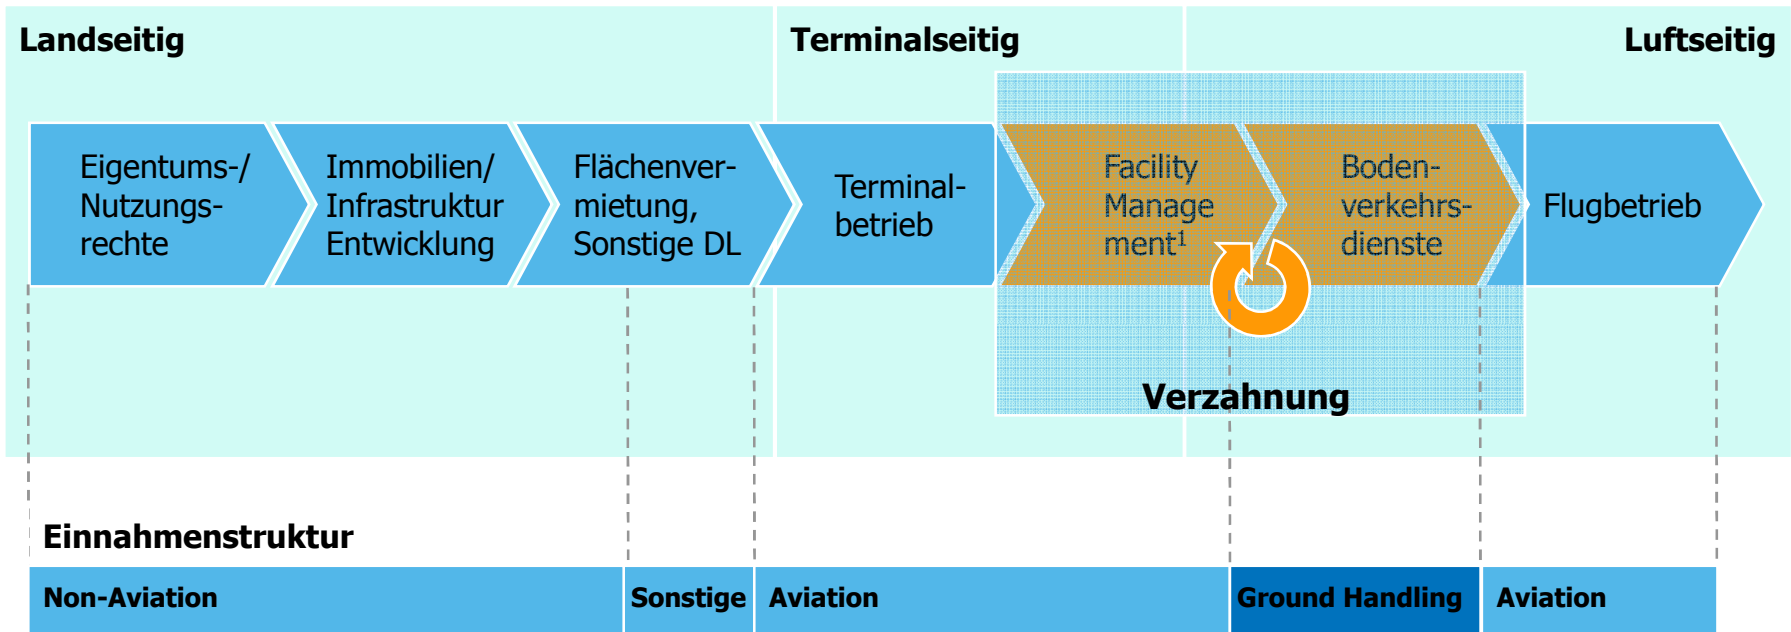 Landseitig
Terminalseitig
Luftseitig
Eigentums-/
Nutzungs-
rechte
Immobilien/
Infrastruktur
Entwicklung
Flächenver-
mietung,
Sonstige DL
Terminal-
betrieb
Facility
Manage
ment¹
Boden-
verkehrs-
dienste
Flugbetrieb
Verzahnung
Einnahmenstruktur
Non-Aviation
Sonstige
Aviation
Ground Handling
Aviation